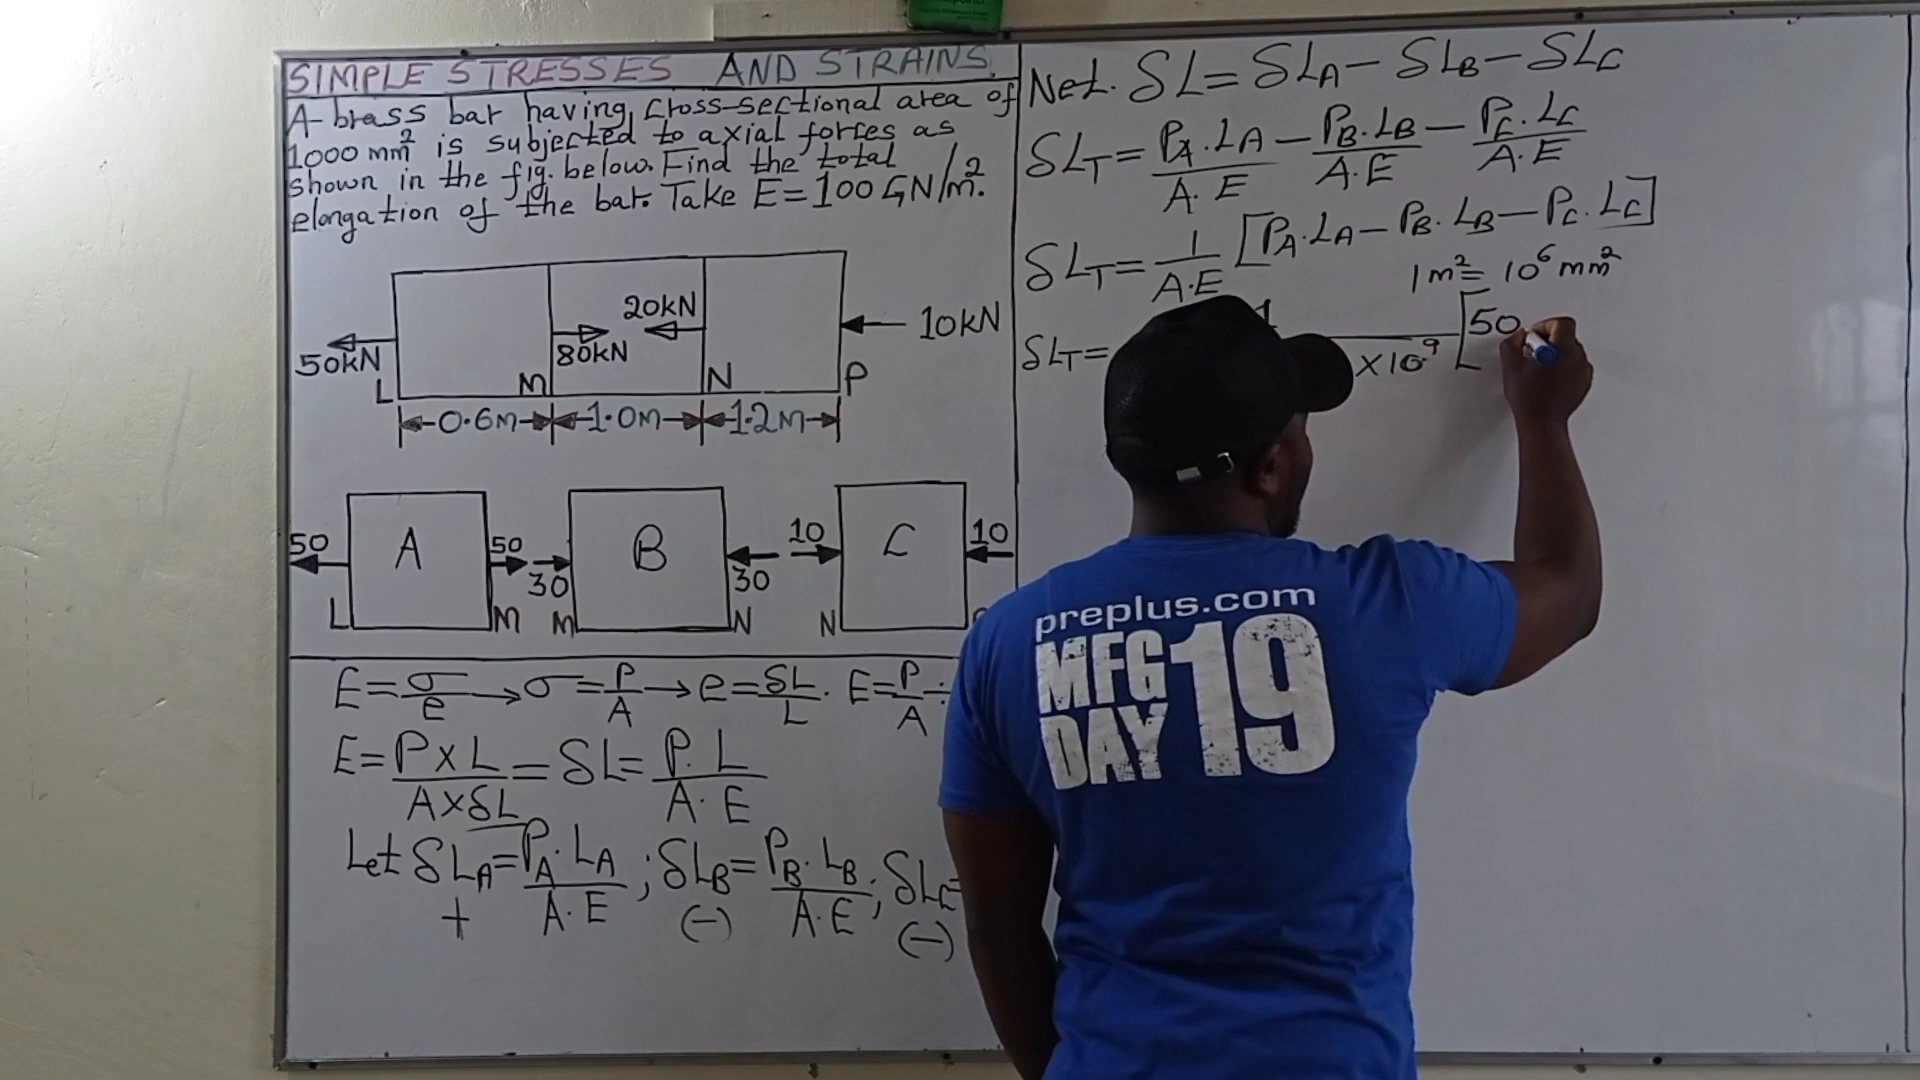 SIMPLE STRESSES AND STRAINS.
A brass bar having cross-sectional area of
1000 mm² is subjected to axial forces as
shown in the fig. below. Find the total
elongation of the bar. Take E=100 GN/m².
20kN
10kN
50kN
80kN
L M N P
0.6m 1.0m 1.2m
A B C
50 50 30 30 10 10
L M M N N
E=σ/e → σ=P/A → e=δL/L. E=P/A ÷
E=P×L/A×δL = δL=P.L/A.E
Let δLA=PA.LA/A.E ; δLB=PB.LB/A.E ; δLC=
+ (-) (-)
Net. δL=δLA-δLB-δLC
δLT=PA.LA/A.E-PB.LB/A.E-PC.LC/A.E
δLT=1/A.E[PA.LA-PB.LB-PC.LC]
1m²=10⁶mm²
δLT= 1/ ×10⁹ [50
preplus.com
MFG
DAY 19